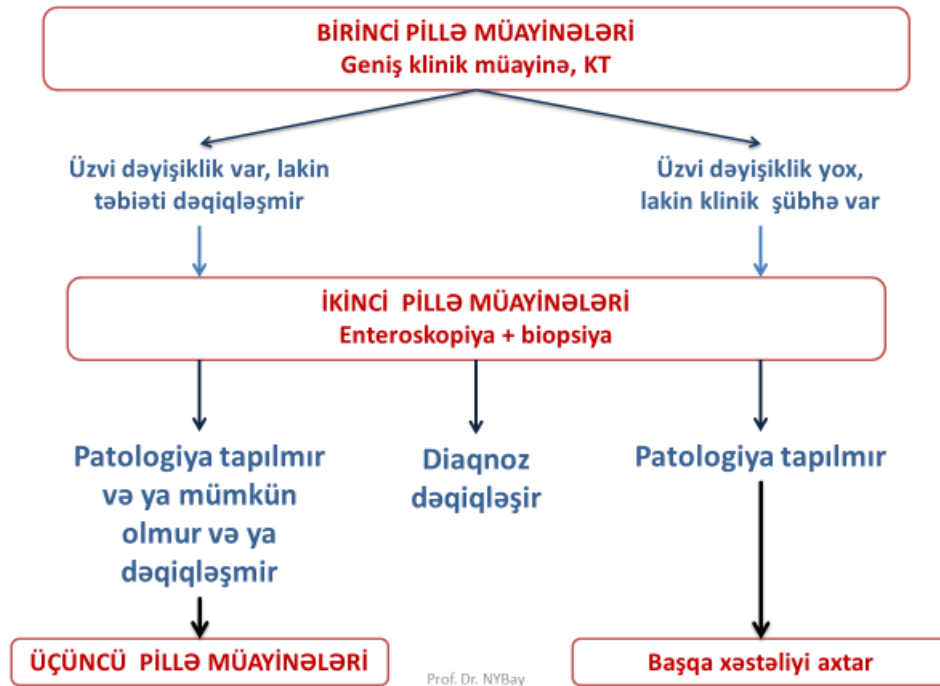 BİRİNCİ PİLLƏ MÜAYİNƏLƏRİ
Geniş klinik müayinə, KT
Üzvi dəyişiklik var, lakin
təbiəti dəqiqləşmir
Üzvi dəyişiklik yox,
lakin klinik şübhə var
İKİNCİ PİLLƏ MÜAYİNƏLƏRİ
Enteroskopiya + biopsiya
Patologiya tapılmır
və ya mümkün
olmur və ya
dəqiqləşmir
Diaqnoz
dəqiqləşir
Patologiya tapılmır
ÜÇÜNCÜ PİLLƏ MÜAYİNƏLƏRİ
Başqa xəstəliyi axtar
Prof. Dr. NYBay